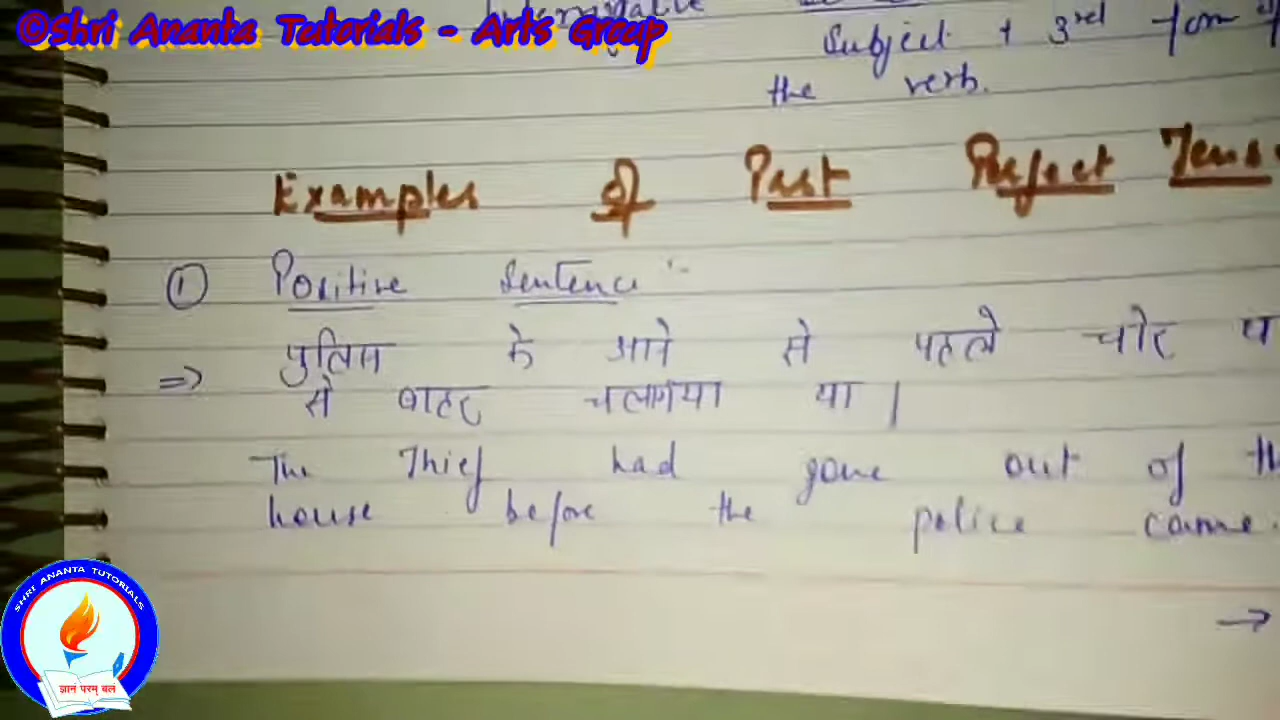 ©Shri Ananta Tutorials - Arts Group
Subject + 3rd form of
the verb.
Examples of Past Perfect Tens
① Positive Sentence :-
⇒ पुलिस के आने से पहले चोर घ
से बाहर चलागया था |
The Thief had gone out of th
house before the police came.
→
SHRI ANANTA TUTORIALS
ज्ञानं परमं बलं